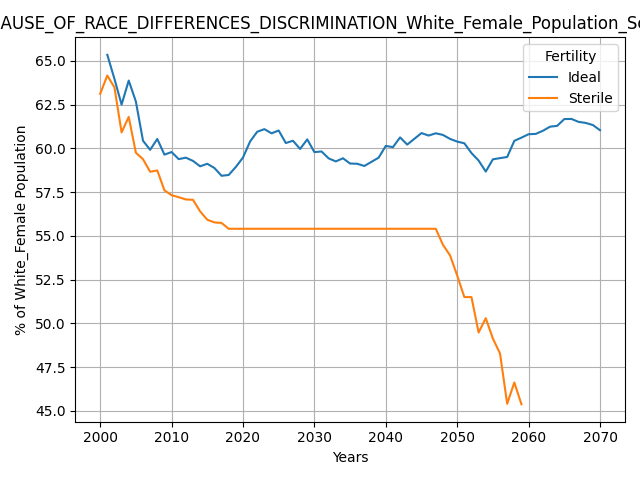 AUSE_OF_RACE_DIFFERENCES_DISCRIMINATION_White_Female_Population_S
Fertility
Ideal
Sterile
% of White_Female Population
65.0
62.5
60.0
57.5
55.0
52.5
50.0
47.5
45.0
2000 2010 2020 2030 2040 2050 2060 2070
Years